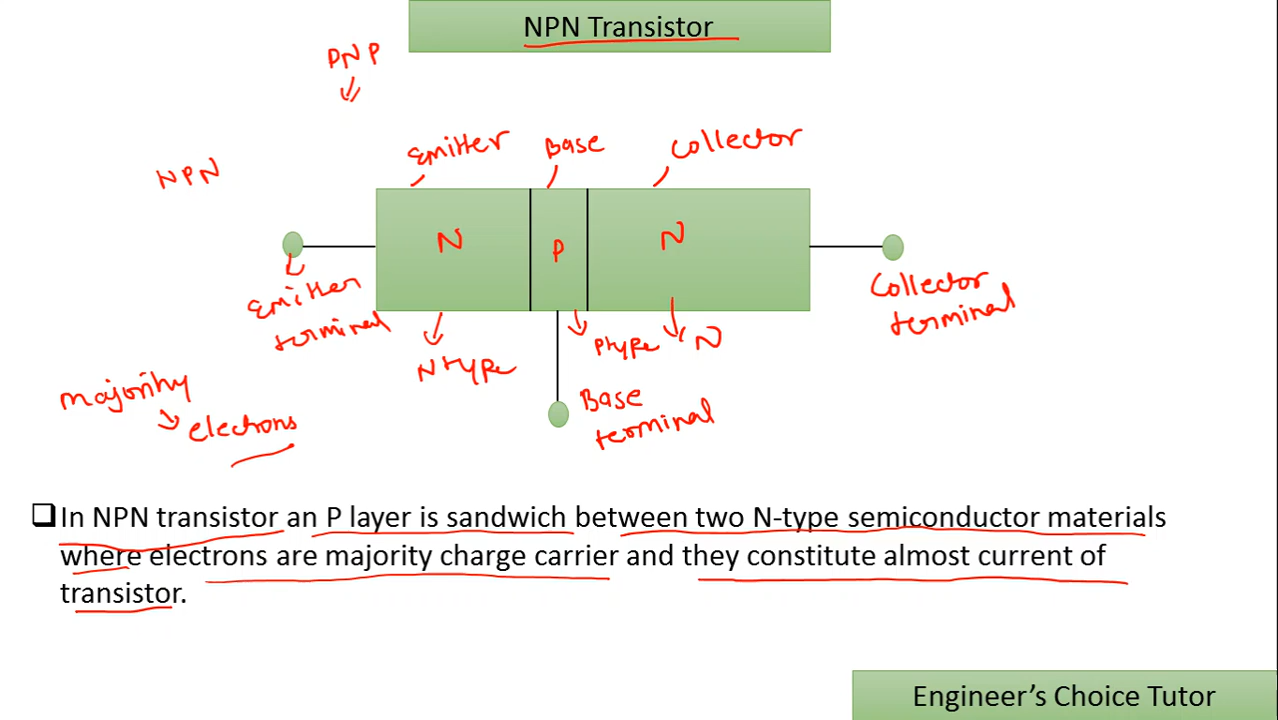 NPN Transistor
PNP
NPN
Emitter
Base
Collector
N
P
N
Emitter
terminal
Collector
terminal
Ntype
Ptype
N
Base
terminal
majority
electrons
In NPN transistor an P layer is sandwich between two N-type semiconductor materials
where electrons are majority charge carrier and they constitute almost current of
transistor.
Engineer's Choice Tutor